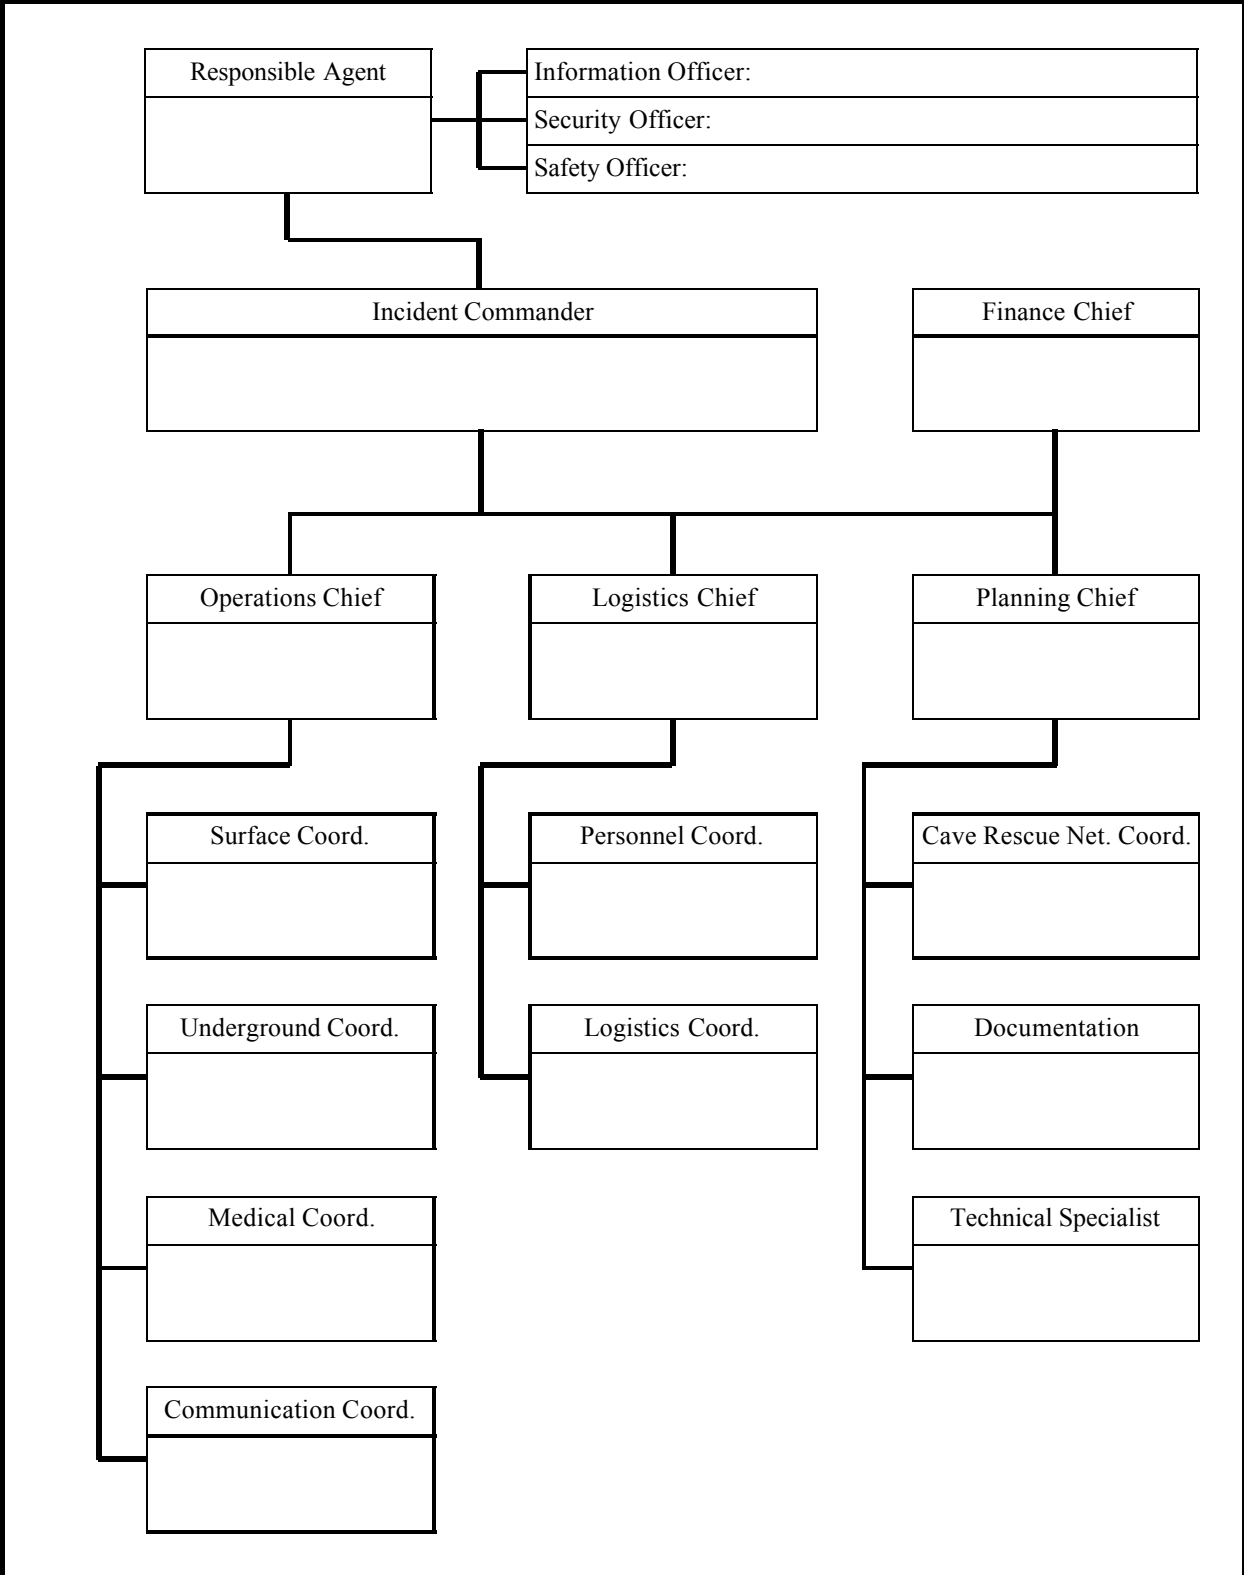 Responsible Agent
Information Officer:
Security Officer:
Safety Officer:
Incident Commander
Finance Chief
Operations Chief
Logistics Chief
Planning Chief
Surface Coord.
Personnel Coord.
Cave Rescue Net. Coord.
Underground Coord.
Logistics Coord.
Documentation
Medical Coord.
Technical Specialist
Communication Coord.